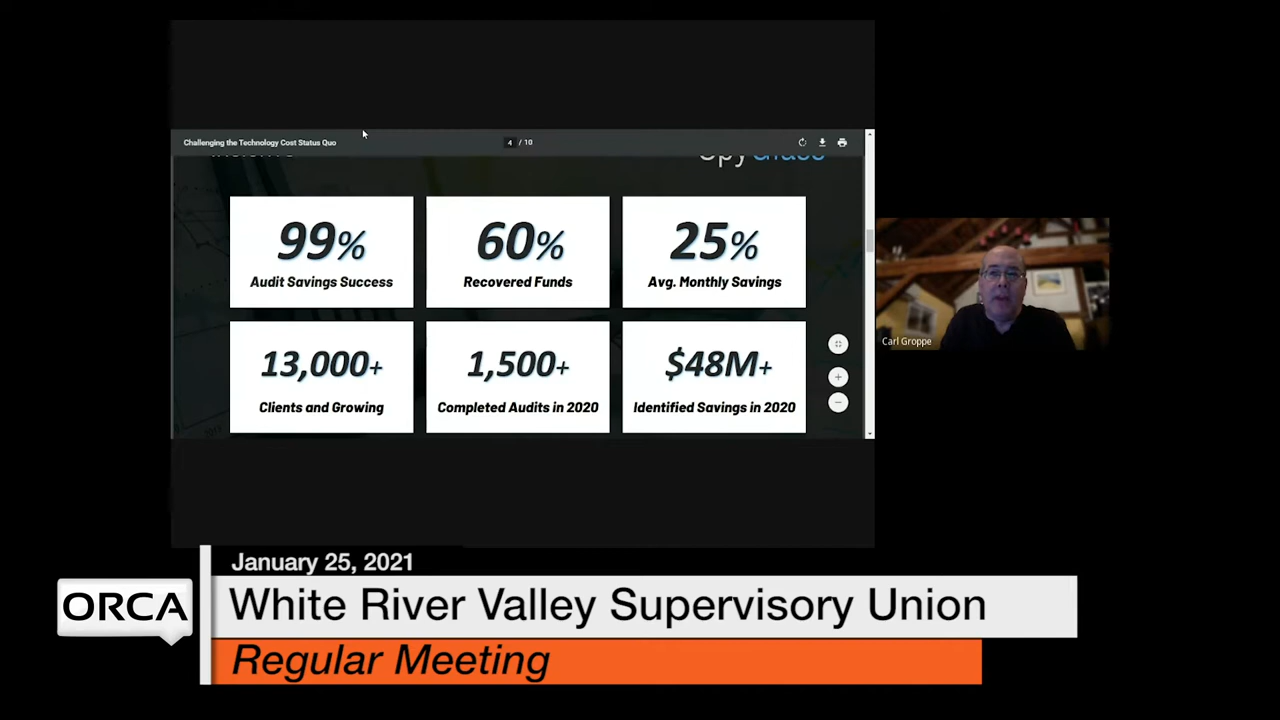 Challenging the Technology Cost Status Quo
4 / 10
SpyGlass
99%
60%
25%
Audit Savings Success
Recovered Funds
Avg. Monthly Savings
13,000+
1,500+
$48M+
Clients and Growing
Completed Audits in 2020
Identified Savings in 2020
Carl Groppe
January 25, 2021
ORCA
White River Valley Supervisory Union
Regular Meeting